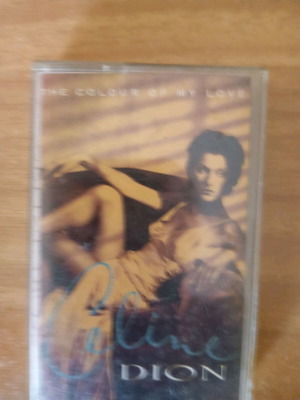 THE COLOUR OF MY LOVE
Céline
DION